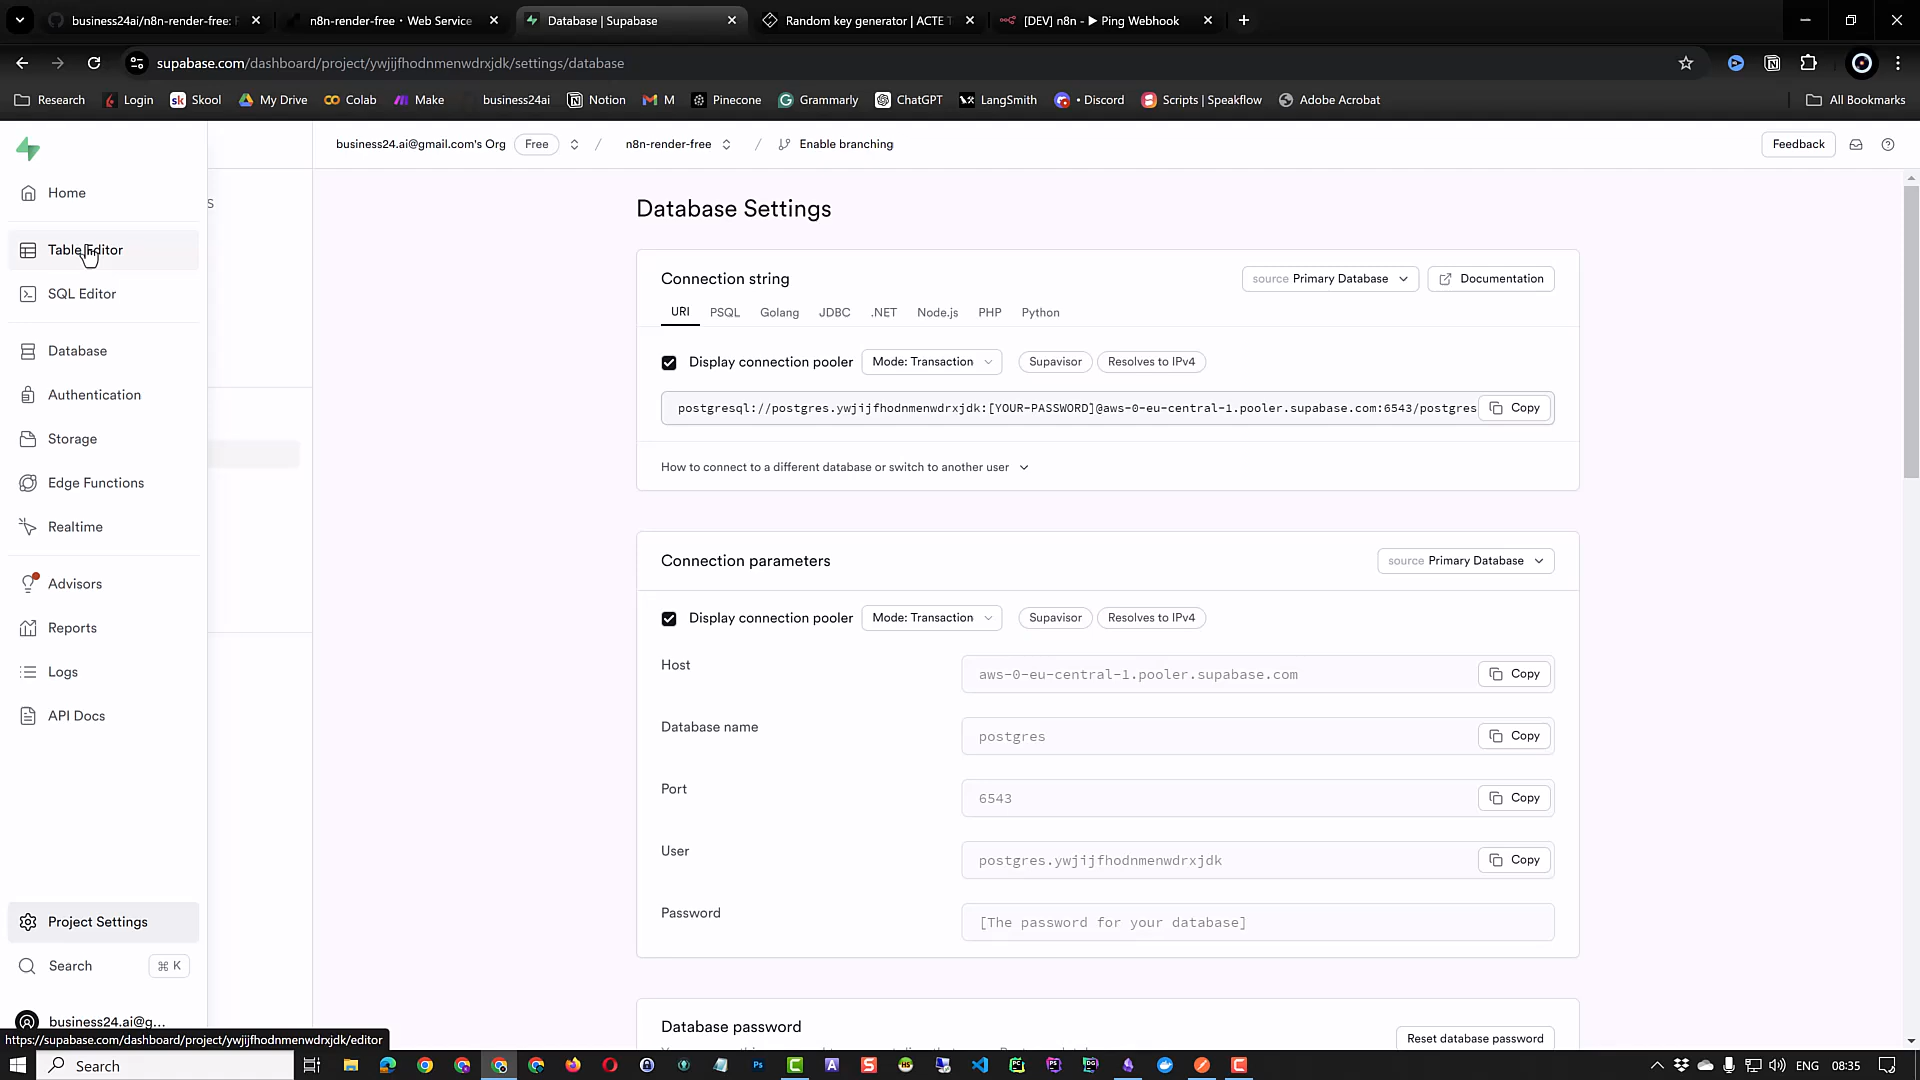 business24ai/n8n-render-free: F
n8n-render-free • Web Service
Database | Supabase
Random key generator | ACTE T
[DEV] n8n - ▶ Ping Webhook
supabase.com/dashboard/project/ywjijfhodnmenwdrxjdk/settings/database
Research
Login
Skool
My Drive
Colab
Make
business24ai
Notion
M
Pinecone
Grammarly
ChatGPT
LangSmith
• Discord
Scripts | Speakflow
Adobe Acrobat
All Bookmarks
business24.ai@gmail.com's Org
Free
/
n8n-render-free
/
Enable branching
Feedback
Home
Table Editor
SQL Editor
Database
Authentication
Storage
Edge Functions
Realtime
Advisors
Reports
Logs
API Docs
Project Settings
Search
⌘ K
business24.ai@g...
https://supabase.com/dashboard/project/ywjijfhodnmenwdrxjdk/editor
S
Database Settings
Connection string
source Primary Database
Documentation
URI
PSQL
Golang
JDBC
.NET
Node.js
PHP
Python
Display connection pooler
Mode: Transaction
Supavisor
Resolves to IPv4
postgresql://postgres.ywjijfhodnmenwdrxjdk:[YOUR-PASSWORD]@aws-0-eu-central-1.pooler.supabase.com:6543/postgres
Copy
How to connect to a different database or switch to another user
Connection parameters
source Primary Database
Display connection pooler
Mode: Transaction
Supavisor
Resolves to IPv4
Host
aws-0-eu-central-1.pooler.supabase.com
Copy
Database name
postgres
Copy
Port
6543
Copy
User
postgres.ywjijfhodnmenwdrxjdk
Copy
Password
[The password for your database]
Database password
Reset database password
Search
ENG
08:35